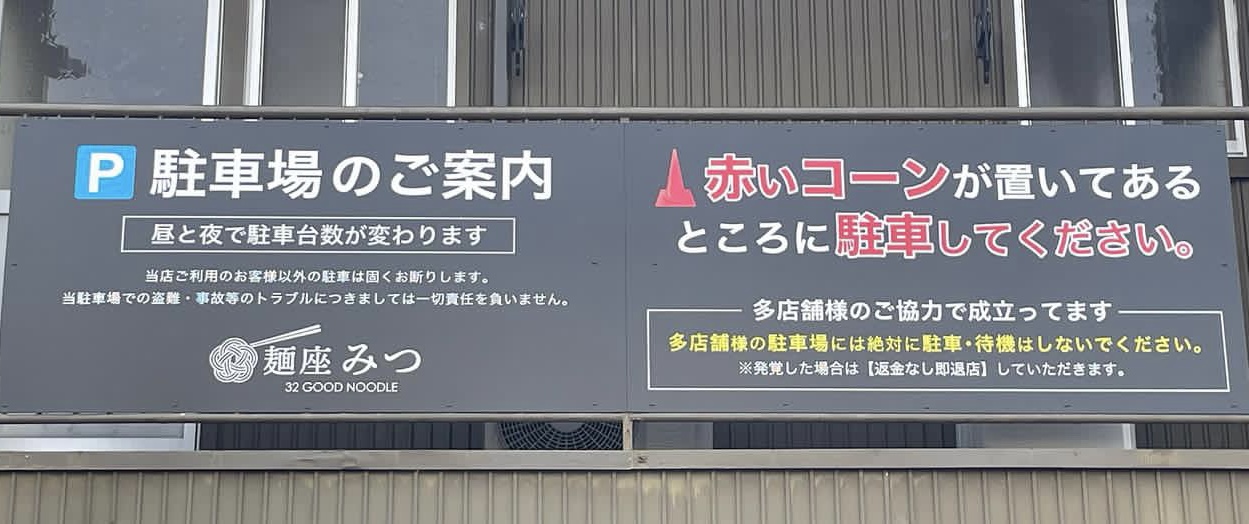 P 駐車場のご案内
昼と夜で駐車台数が変わります
当店ご利用のお客様以外の駐車は固くお断りします。
当駐車場での盗難・事故等のトラブルにつきましては一切責任を負いません。
麺座 みつ
32 GOOD NOODLE
赤いコーンが置いてある
ところに駐車してください。
多店舗様のご協力で成立ってます
多店舗様の駐車場には絶対に駐車・待機はしないでください。
※発覚した場合は【返金なし即退店】していただきます。